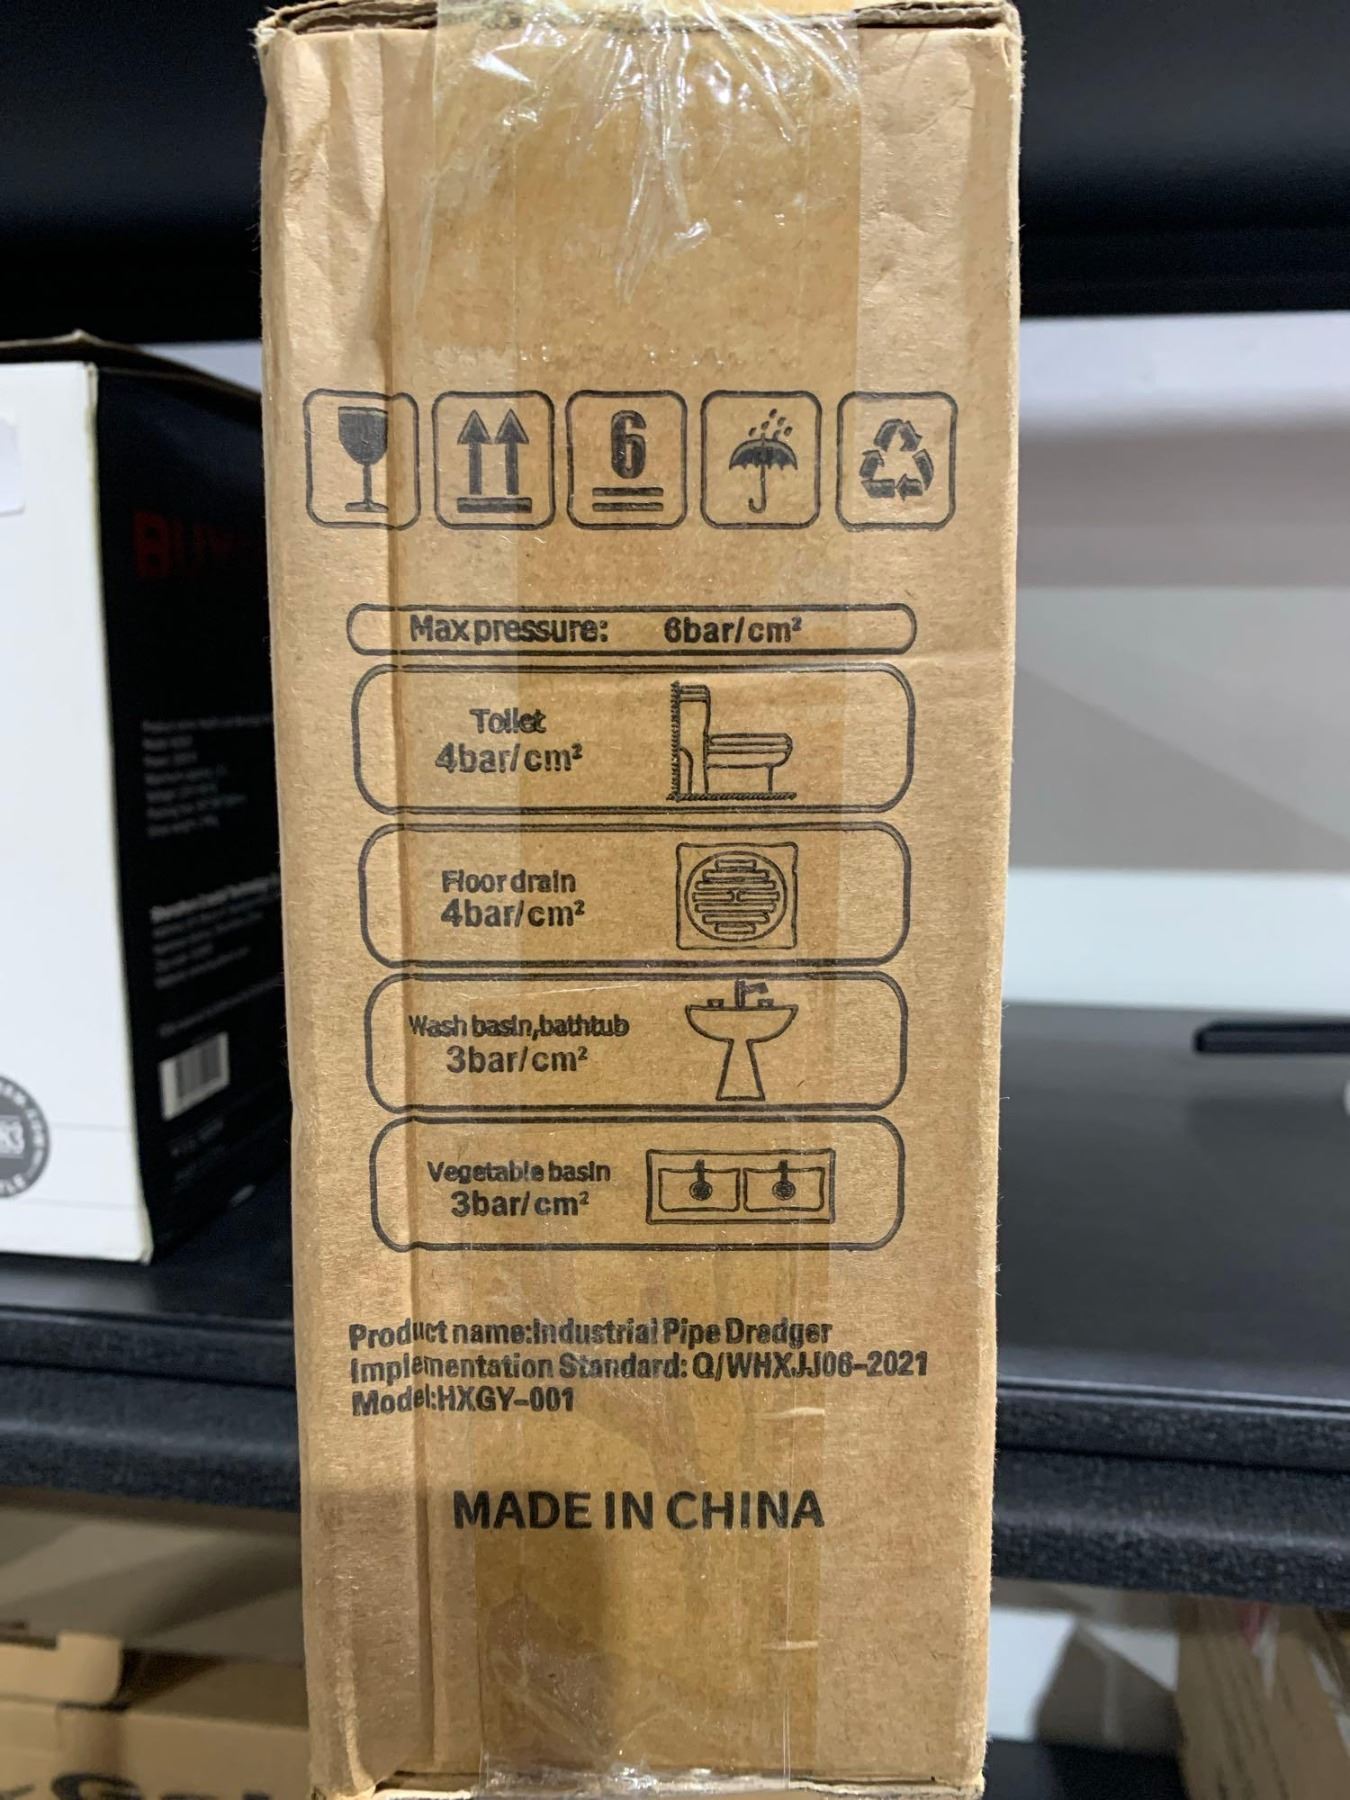 6
Max pressure: 6bar/cm²
Toilet
4bar/cm²
Floor drain
4bar/cm²
Wash basin,bathtub
3bar/cm²
Vegetable basin
3bar/cm²
Product name:Industrial Pipe Dredger
Implementation Standard: Q/WHXJJ06-2021
Model:HXGY-001
MADE IN CHINA